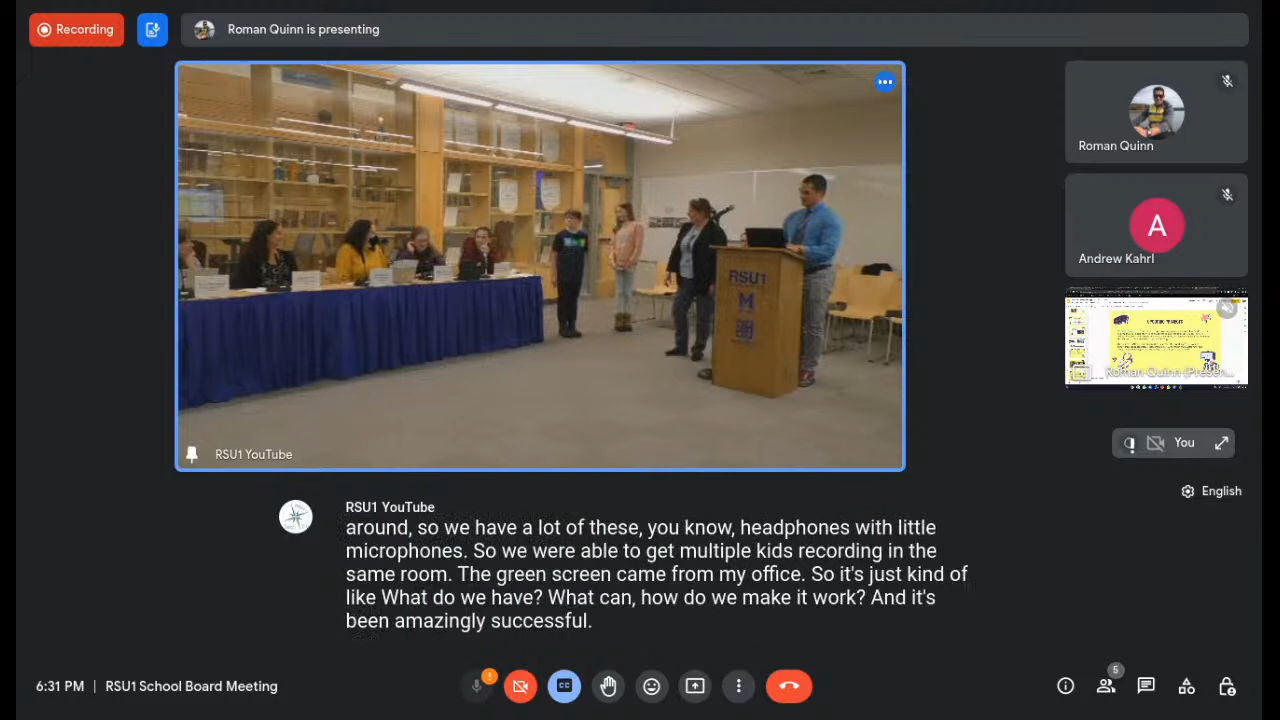 Recording
Roman Quinn is presenting
Roman Quinn
A
Andrew Kahrl
RSU1
M
Roman Quinn (Presen...
RSU1 YouTube
You
English
RSU1 YouTube
around, so we have a lot of these, you know, headphones with little
microphones. So we were able to get multiple kids recording in the
same room. The green screen came from my office. So it's just kind of
like What do we have? What can, how do we make it work? And it's
been amazingly successful.
6:31 PM | RSU1 School Board Meeting
CC
5